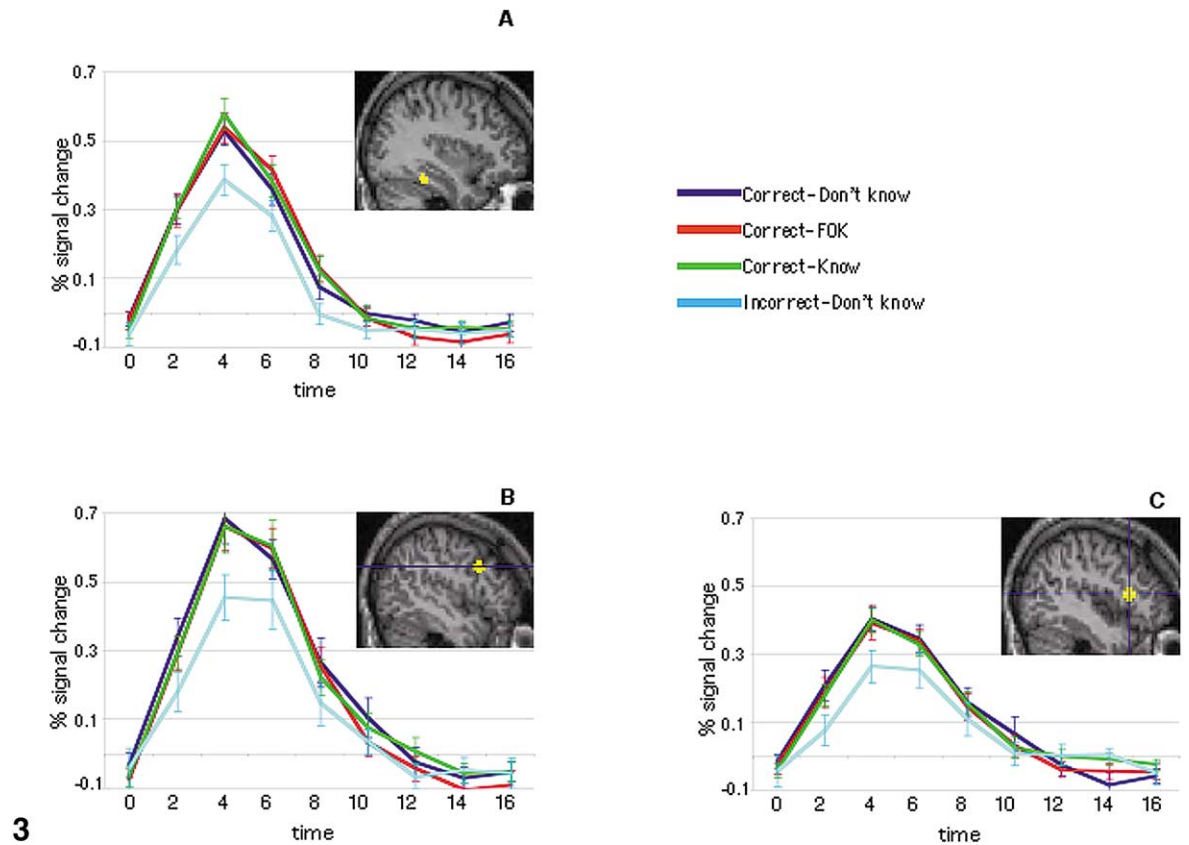 A
0.7
0.5
0.3
0.1
-0.1
% signal change
0 2 4 6 8 10 12 14 16
time
Correct-Don't know
Correct-FOK
Correct-Know
Incorrect-Don't know
B
0.7
0.5
0.3
0.1
-0.1
% signal change
0 2 4 6 8 10 12 14 16
time
C
0.7
0.5
0.3
0.1
-0.1
% signal change
0 2 4 6 8 10 12 14 16
time
3